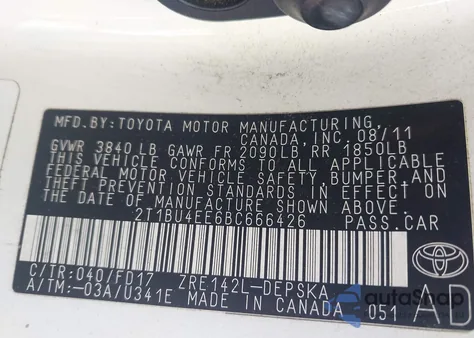 MFD.BY:TOYOTA MOTOR MANUFACTURING,
CANADA,INC. 08/11
GVWR 3840 LB GAWR FR 2090LB RR 1850LB
THIS VEHICLE CONFORMS TO ALL APPLICABLE
FEDERAL MOTOR VEHICLE SAFETY,BUMPER,AND
THEFT PREVENTION STANDARDS IN EFFECT ON
THE DATE OF MANUFACTURE SHOWN ABOVE.
2T1BU4EE6BC666426 PASS.CAR
C/TR:040/FD17 ZRE142L-DEPSKA
A/TM:-03A/U341E MADE IN CANADA 051 AD
autoSnap